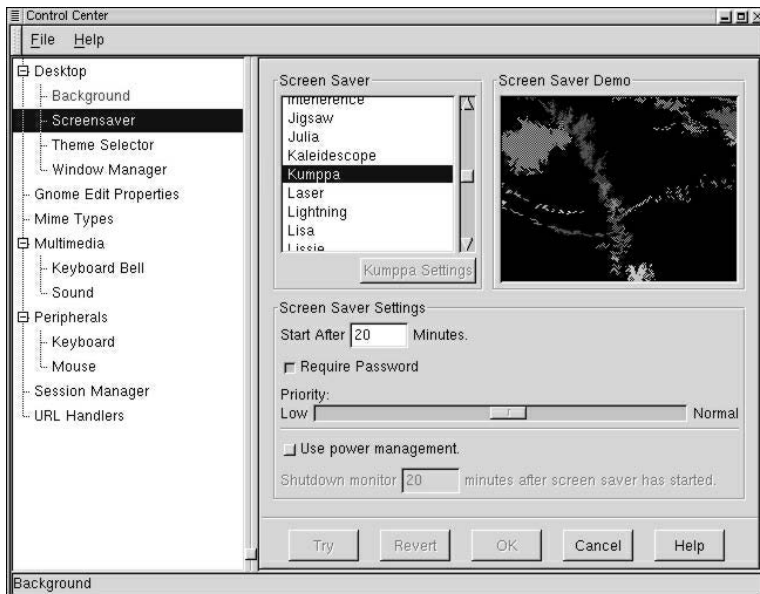 Control Center
File Help
Desktop
Background
Screensaver
Theme Selector
Window Manager
Gnome Edit Properties
Mime Types
Multimedia
Keyboard Bell
Sound
Peripherals
Keyboard
Mouse
Session Manager
URL Handlers
Screen Saver
Interference
Jigsaw
Julia
Kaleidescope
Kumppa
Laser
Lightning
Lisa
Lissie
Kumppa Settings
Screen Saver Demo
Screen Saver Settings
Start After 20 Minutes.
Require Password
Priority:
Low Normal
Use power management.
Shutdown monitor 20 minutes after screen saver has started.
Try Revert OK Cancel Help
Background